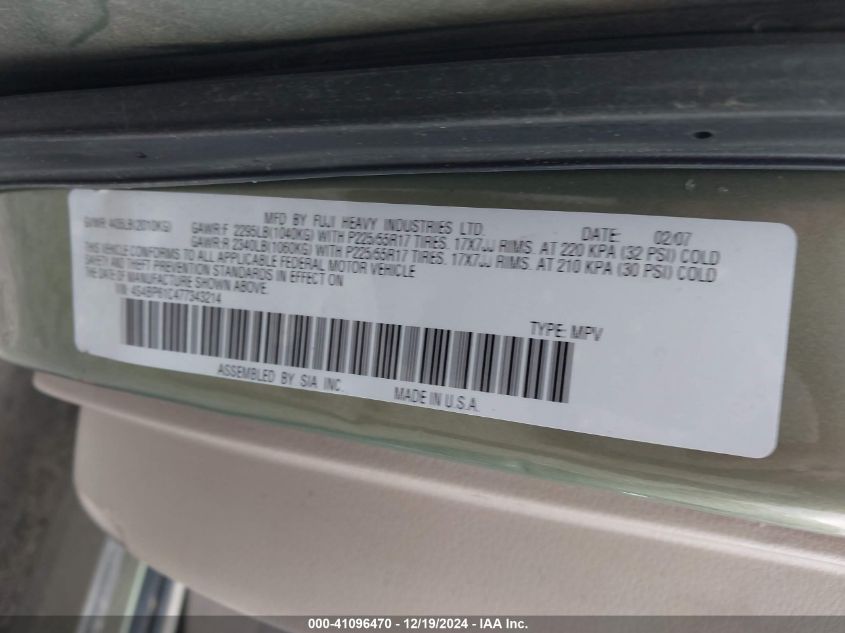 MFD BY FUJI HEAVY INDUSTRIES LTD. DATE: 02/07
GVWR: 4435LB(2010KG) GAWR-F 2295LB(1040KG) WITH P225/55R17 TIRES. 17X7JJ RIMS. AT 220 KPA (32 PSI) COLD
GAWR-R 2340LB(1060KG) WITH P225/55R17 TIRES. 17X7JJ RIMS. AT 210 KPA (30 PSI) COLD
THIS VEHICLE CONFORMS TO ALL APPLICABLE FEDERAL MOTOR VEHICLE
SAFETY AND THEFT PREVENTION STANDARDS IN EFFECT ON
THE DATE OF MANUFACTURE SHOWN ABOVE.
VIN 4S4BP61C477343214 TYPE: MPV
ASSEMBLED BY SIA INC. MADE IN U.S.A.
000-41096470 - 12/19/2024 - IAA Inc.